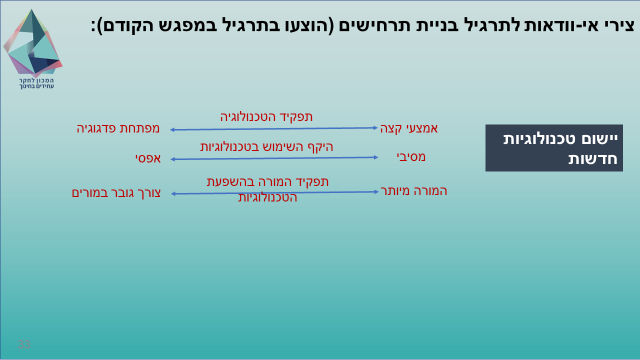 צירי אי-וודאות לתרגיל בניית תרחישים (הוצעו בתרגיל במפגש הקודם):
המכון לחקר
עתידים בחינוך
יישום טכנולוגיות
חדשות
תפקיד הטכנולוגיה
אמצעי קצה
מפתחת פדגוגיה
היקף השימוש בטכנולוגיות
מסיבי
אפסי
תפקיד המורה בהשפעת
הטכנולוגיות
המורה מיותר
צורך גובר במורים